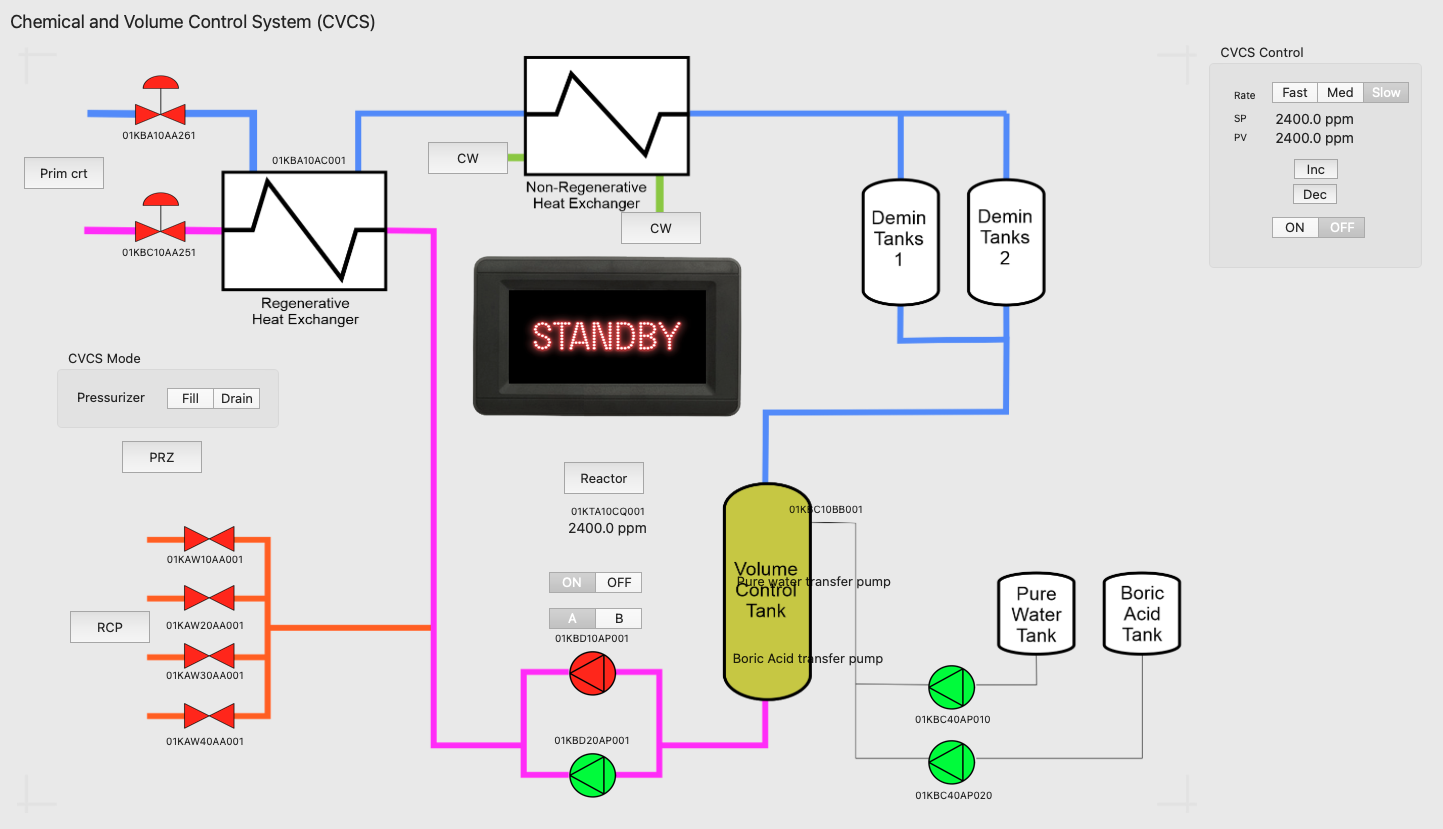 Chemical and Volume Control System (CVCS)
01KBA10AA261
Prim crt
01KBC10AA251
01KBA10AC001
Regenerative
Heat Exchanger
CW
Non-Regenerative
Heat Exchanger
CW
STANDBY
Demin
Tanks
1
Demin
Tanks
2
CVCS Control
Rate
Fast
Med
Slow
SP
2400.0 ppm
PV
2400.0 ppm
Inc
Dec
ON
OFF
CVCS Mode
Pressurizer
Fill
Drain
PRZ
Reactor
01KTA10CQ001
2400.0 ppm
ON
OFF
A
B
01KBD10AP001
01KBD20AP001
01KBC10BB001
Volume
Control
Tank
Pure water transfer pump
Boric Acid transfer pump
Pure
Water
Tank
Boric
Acid
Tank
01KBC40AP010
01KBC40AP020
RCP
01KAW10AA001
01KAW20AA001
01KAW30AA001
01KAW40AA001